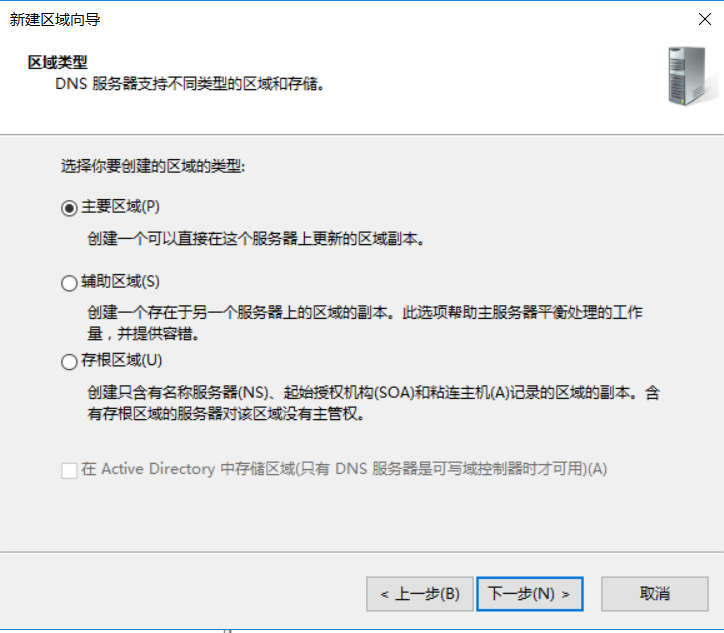 新建区域向导
区域类型
DNS 服务器支持不同类型的区域和存储。
选择你要创建的区域的类型:
主要区域(P)
创建一个可以直接在这个服务器上更新的区域副本。
辅助区域(S)
创建一个存在于另一个服务器上的区域的副本。此选项帮助主服务器平衡处理的工作
量，并提供容错。
存根区域(U)
创建只含有名称服务器(NS)、起始授权机构(SOA)和粘连主机(A)记录的区域的副本。含
有存根区域的服务器对该区域没有主管权。
在 Active Directory 中存储区域(只有 DNS 服务器是可写域控制器时才可用)(A)
< 上一步(B)
下一步(N) >
取消